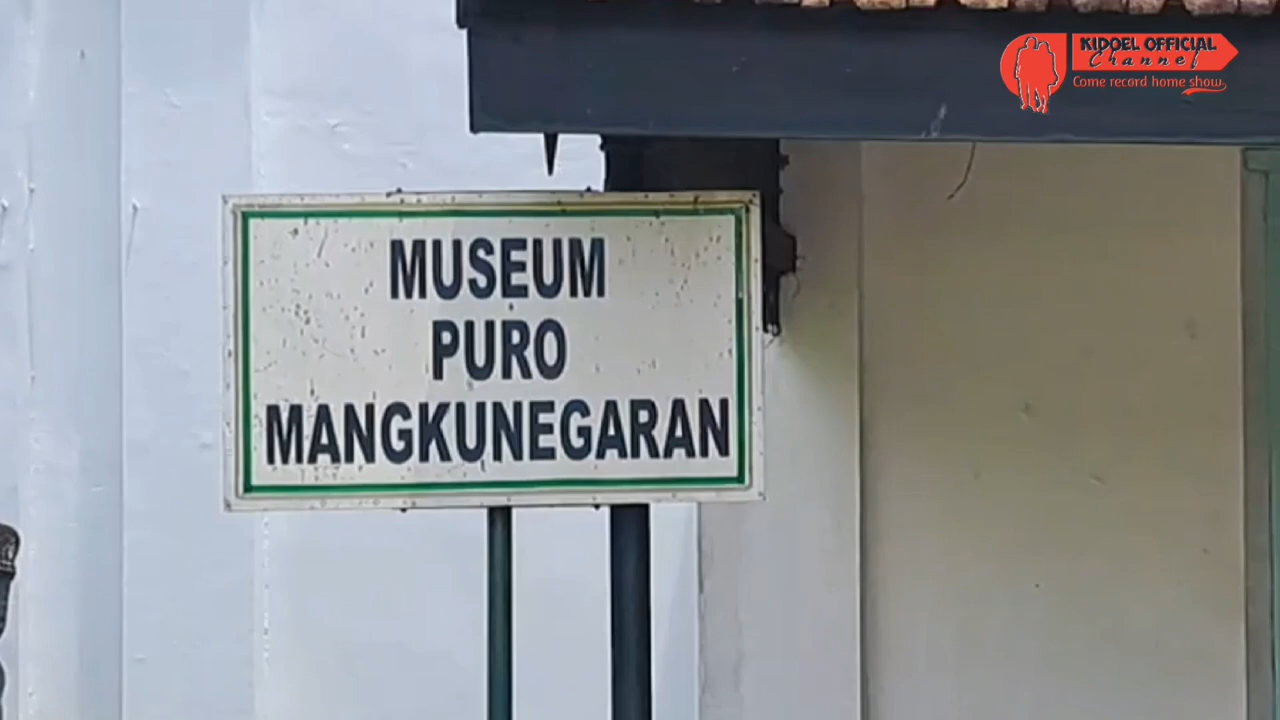 KIDOEL OFFICIAL
Channel
Come record home show
MUSEUM
PURO
MANGKUNEGARAN